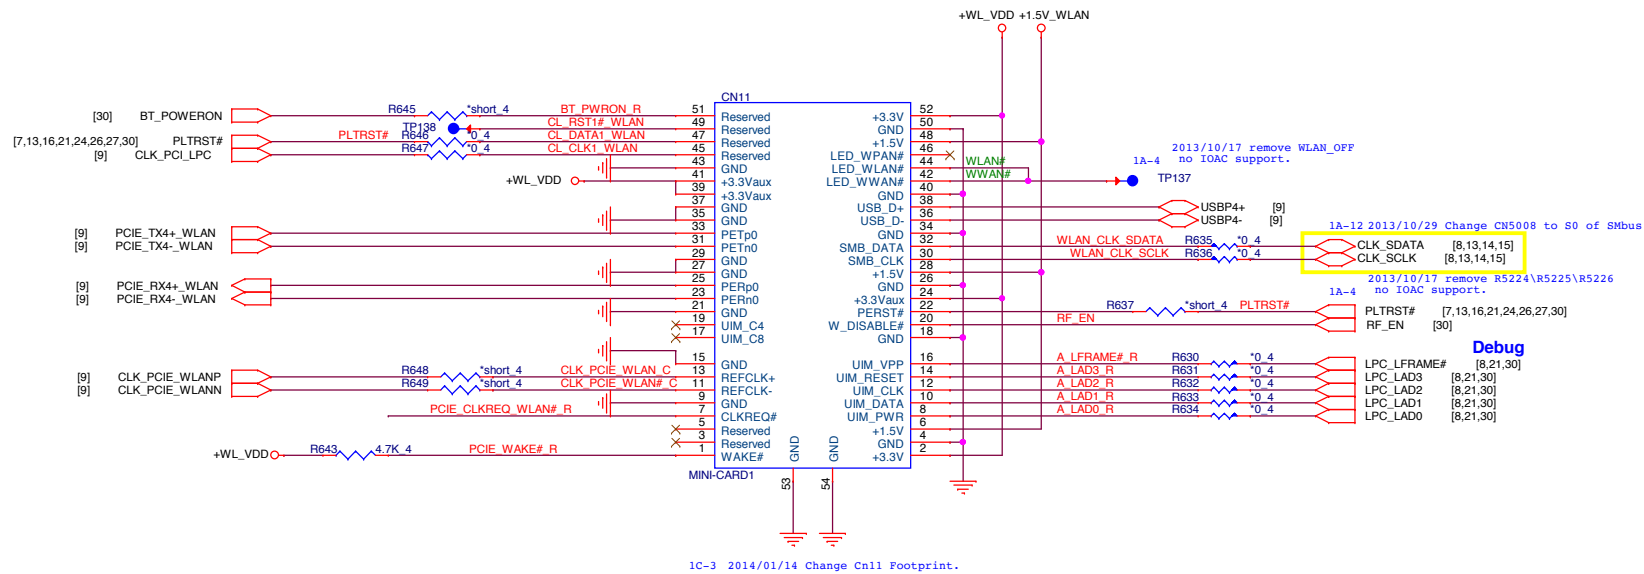 +WL_VDD +1.5V_WLAN
CN11
[30] BT_POWERON R645 *short_4 BT_PWRON_R 51 Reserved +3.3V 52
TP138 CL_RST1#_WLAN 49 Reserved GND 50
[7,13,16,21,24,26,27,30] PLTRST# PLTRST# R646 *0_4 CL_DATA1_WLAN 47 Reserved +1.5V 48
[9] CLK_PCI_LPC R647 *0_4 CL_CLK1_WLAN 45 Reserved LED_WPAN# 46
2013/10/17 remove WLAN_OFF
no IOAC support.
1A-4
43 GND LED_WLAN# 44 WLAN#
+WL_VDD 41 +3.3Vaux LED_WWAN# 42 WWAN# TP137
39 +3.3Vaux GND 40
37 GND USB_D+ 38 USBP4+ [9]
35 GND USB_D- 36 USBP4- [9]
[9] PCIE_TX4+_WLAN 33 PETp0 GND 34
1A-12 2013/10/29 Change CN5008 to S0 of SMbus
[9] PCIE_TX4-_WLAN 31 PETn0 SMB_DATA 32 WLAN_CLK_SDATA R635 *0_4 CLK_SDATA [8,13,14,15]
29 GND SMB_CLK 30 WLAN_CLK_SCLK R636 *0_4 CLK_SCLK [8,13,14,15]
27 GND +1.5V 28
2013/10/17 remove R5224\R5225\R5226
no IOAC support.
1A-4
[9] PCIE_RX4+_WLAN 25 PERp0 GND 26
[9] PCIE_RX4-_WLAN 23 PERn0 +3.3Vaux 24
21 GND PERST# 22 R637 *short_4 PLTRST# PLTRST# [7,13,16,21,24,26,27,30]
19 UIM_C4 W_DISABLE# 20 RF_EN RF_EN [30]
17 UIM_C8 GND 18
Debug
15 GND UIM_VPP 16 A_LFRAME#_R R630 *0_4 LPC_LFRAME# [8,21,30]
[9] CLK_PCIE_WLANP R648 *short_4 CLK_PCIE_WLAN_C 13 REFCLK+ UIM_RESET 14 A_LAD3_R R631 *0_4 LPC_LAD3 [8,21,30]
[9] CLK_PCIE_WLANN R649 *short_4 CLK_PCIE_WLAN#_C 11 REFCLK- UIM_CLK 12 A_LAD2_R R632 *0_4 LPC_LAD2 [8,21,30]
9 GND UIM_DATA 10 A_LAD1_R R633 *0_4 LPC_LAD1 [8,21,30]
PCIE_CLKREQ_WLAN#_R 7 CLKREQ# UIM_PWR 8 A_LAD0_R R634 *0_4 LPC_LAD0 [8,21,30]
5 Reserved +1.5V 6
3 Reserved GND 4
+WL_VDD R643 4.7K_4 PCIE_WAKE#_R 1 WAKE# +3.3V 2
GND GND
MINI-CARD1
53 54
1C-3 2014/01/14 Change Cn11 Footprint.